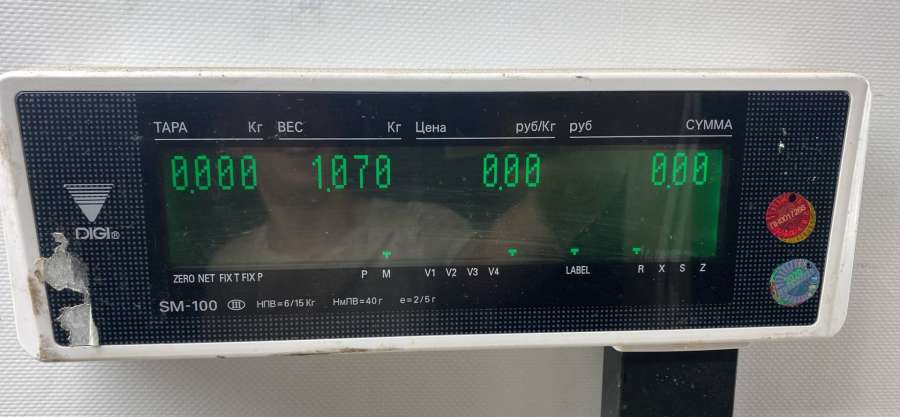 ТАРА Кг ВЕС Кг Цена руб/Кг руб СУММА
0.000 1.070 0.00 0.00
DIGI®
ZERO NET FIX T FIX P P M V1 V2 V3 V4 LABEL R X S Z
SM-100 III НПВ=6/15 Кг НмПВ=40 г е=2/5 г